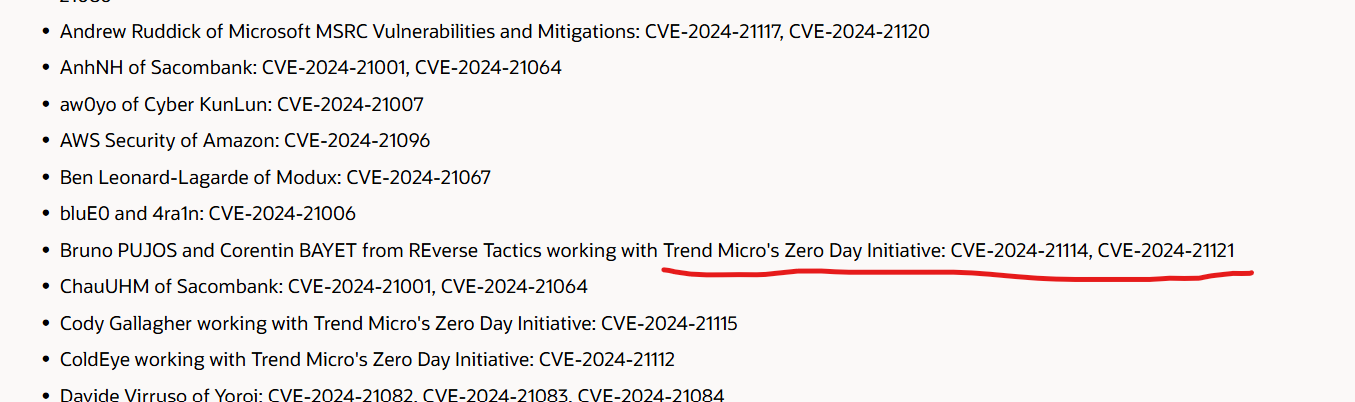 • Andrew Ruddick of Microsoft MSRC Vulnerabilities and Mitigations: CVE-2024-21117, CVE-2024-21120
• AnhNH of Sacombank: CVE-2024-21001, CVE-2024-21064
• aw0yo of Cyber KunLun: CVE-2024-21007
• AWS Security of Amazon: CVE-2024-21096
• Ben Leonard-Lagarde of Modux: CVE-2024-21067
• bluE0 and 4ra1n: CVE-2024-21006
• Bruno PUJOS and Corentin BAYET from REverse Tactics working with Trend Micro's Zero Day Initiative: CVE-2024-21114, CVE-2024-21121
• ChauUHM of Sacombank: CVE-2024-21001, CVE-2024-21064
• Cody Gallagher working with Trend Micro's Zero Day Initiative: CVE-2024-21115
• ColdEye working with Trend Micro's Zero Day Initiative: CVE-2024-21112
• Davide Virruso of Yoroi: CVE-2024-21082, CVE-2024-21083, CVE-2024-21084